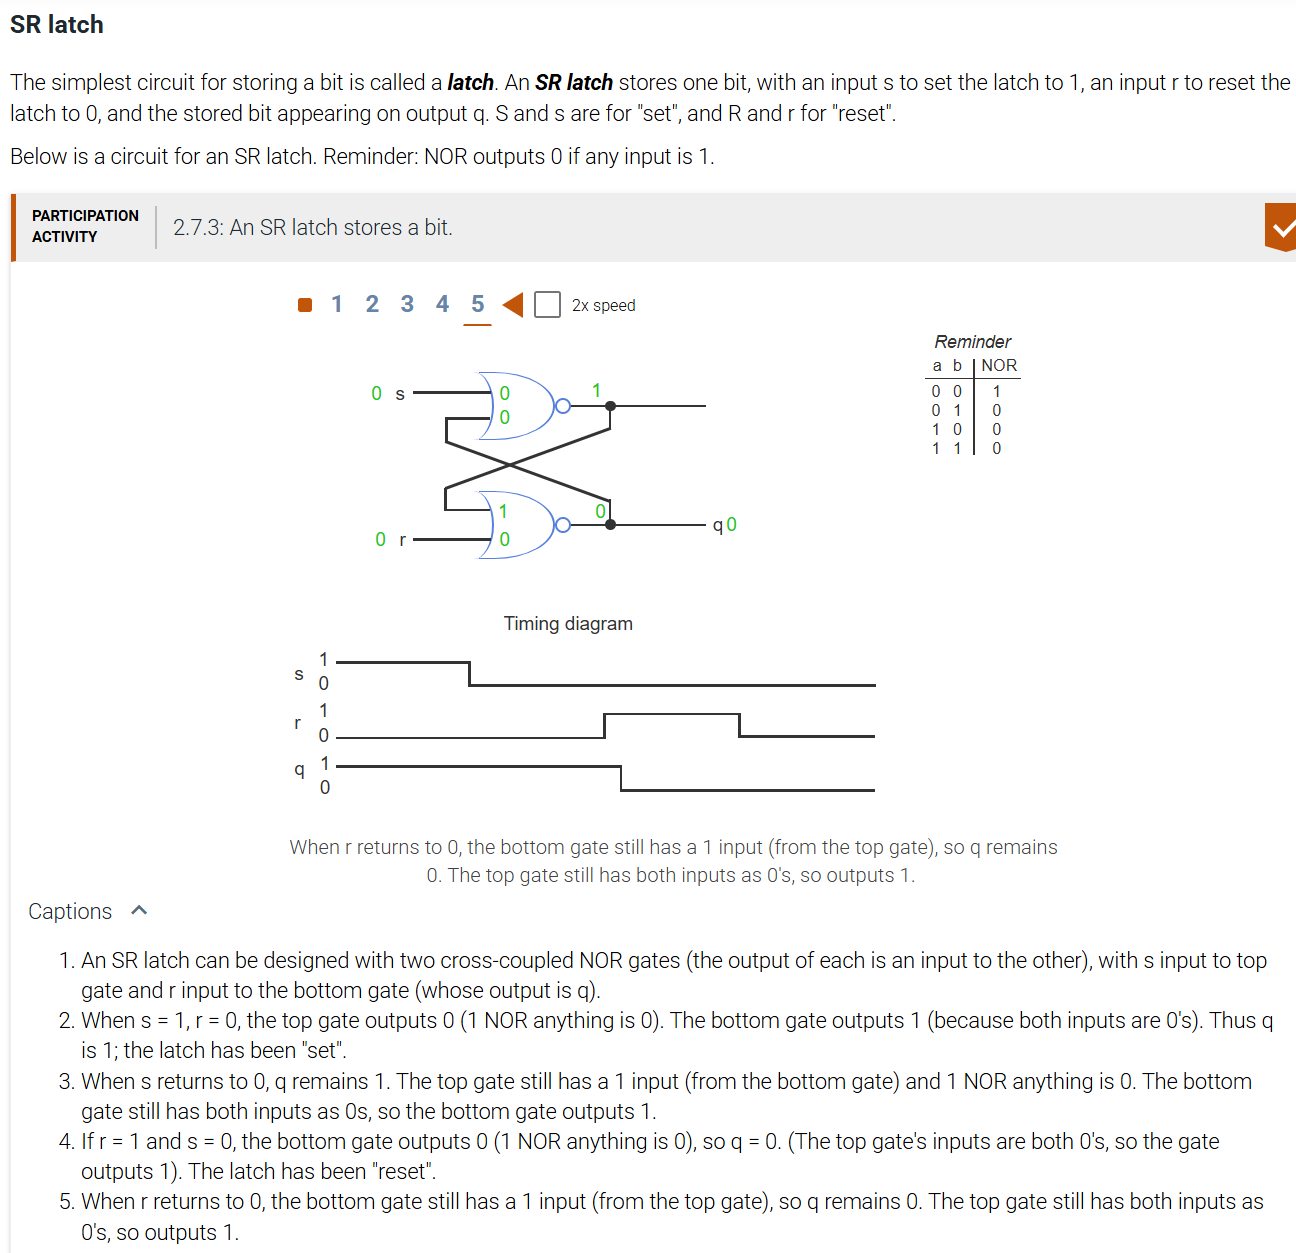 SR latch
The simplest circuit for storing a bit is called a latch. An SR latch stores one bit, with an input s to set the latch to 1, an input r to reset the
latch to 0, and the stored bit appearing on output q. S and s are for "set", and R and r for "reset".
Below is a circuit for an SR latch. Reminder: NOR outputs 0 if any input is 1.
PARTICIPATION
ACTIVITY
2.7.3: An SR latch stores a bit.
1 2 3 4 5 2x speed
Reminder
a b NOR
0 0 1
0 1 0
1 0 0
1 1 0
0 s 0 1
0
1 0
q 0
0 r 0
Timing diagram
s 1
0
r 1
0
q 1
0
When r returns to 0, the bottom gate still has a 1 input (from the top gate), so q remains
0. The top gate still has both inputs as 0's, so outputs 1.
Captions
1. An SR latch can be designed with two cross-coupled NOR gates (the output of each is an input to the other), with s input to top
gate and r input to the bottom gate (whose output is q).
2. When s = 1, r = 0, the top gate outputs 0 (1 NOR anything is 0). The bottom gate outputs 1 (because both inputs are 0's). Thus q
is 1; the latch has been "set".
3. When s returns to 0, q remains 1. The top gate still has a 1 input (from the bottom gate) and 1 NOR anything is 0. The bottom
gate still has both inputs as 0s, so the bottom gate outputs 1.
4. If r = 1 and s = 0, the bottom gate outputs 0 (1 NOR anything is 0), so q = 0. (The top gate's inputs are both 0's, so the gate
outputs 1). The latch has been "reset".
5. When r returns to 0, the bottom gate still has a 1 input (from the top gate), so q remains 0. The top gate still has both inputs as
0's, so outputs 1.